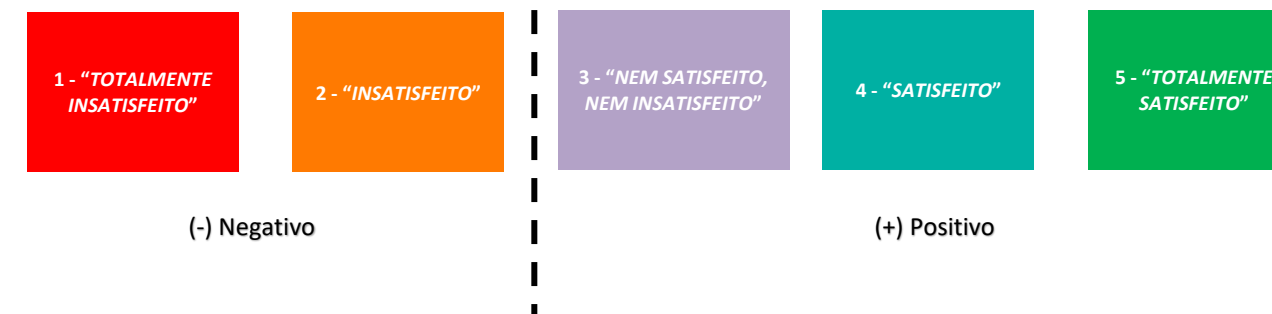 1 - “TOTALMENTE
INSATISFEITO”
2 - “INSATISFEITO”
3 - “NEM SATISFEITO,
NEM INSATISFEITO”
4 - “SATISFEITO”
5 - “TOTALMENTE
SATISFEITO”
(-) Negativo
(+) Positivo